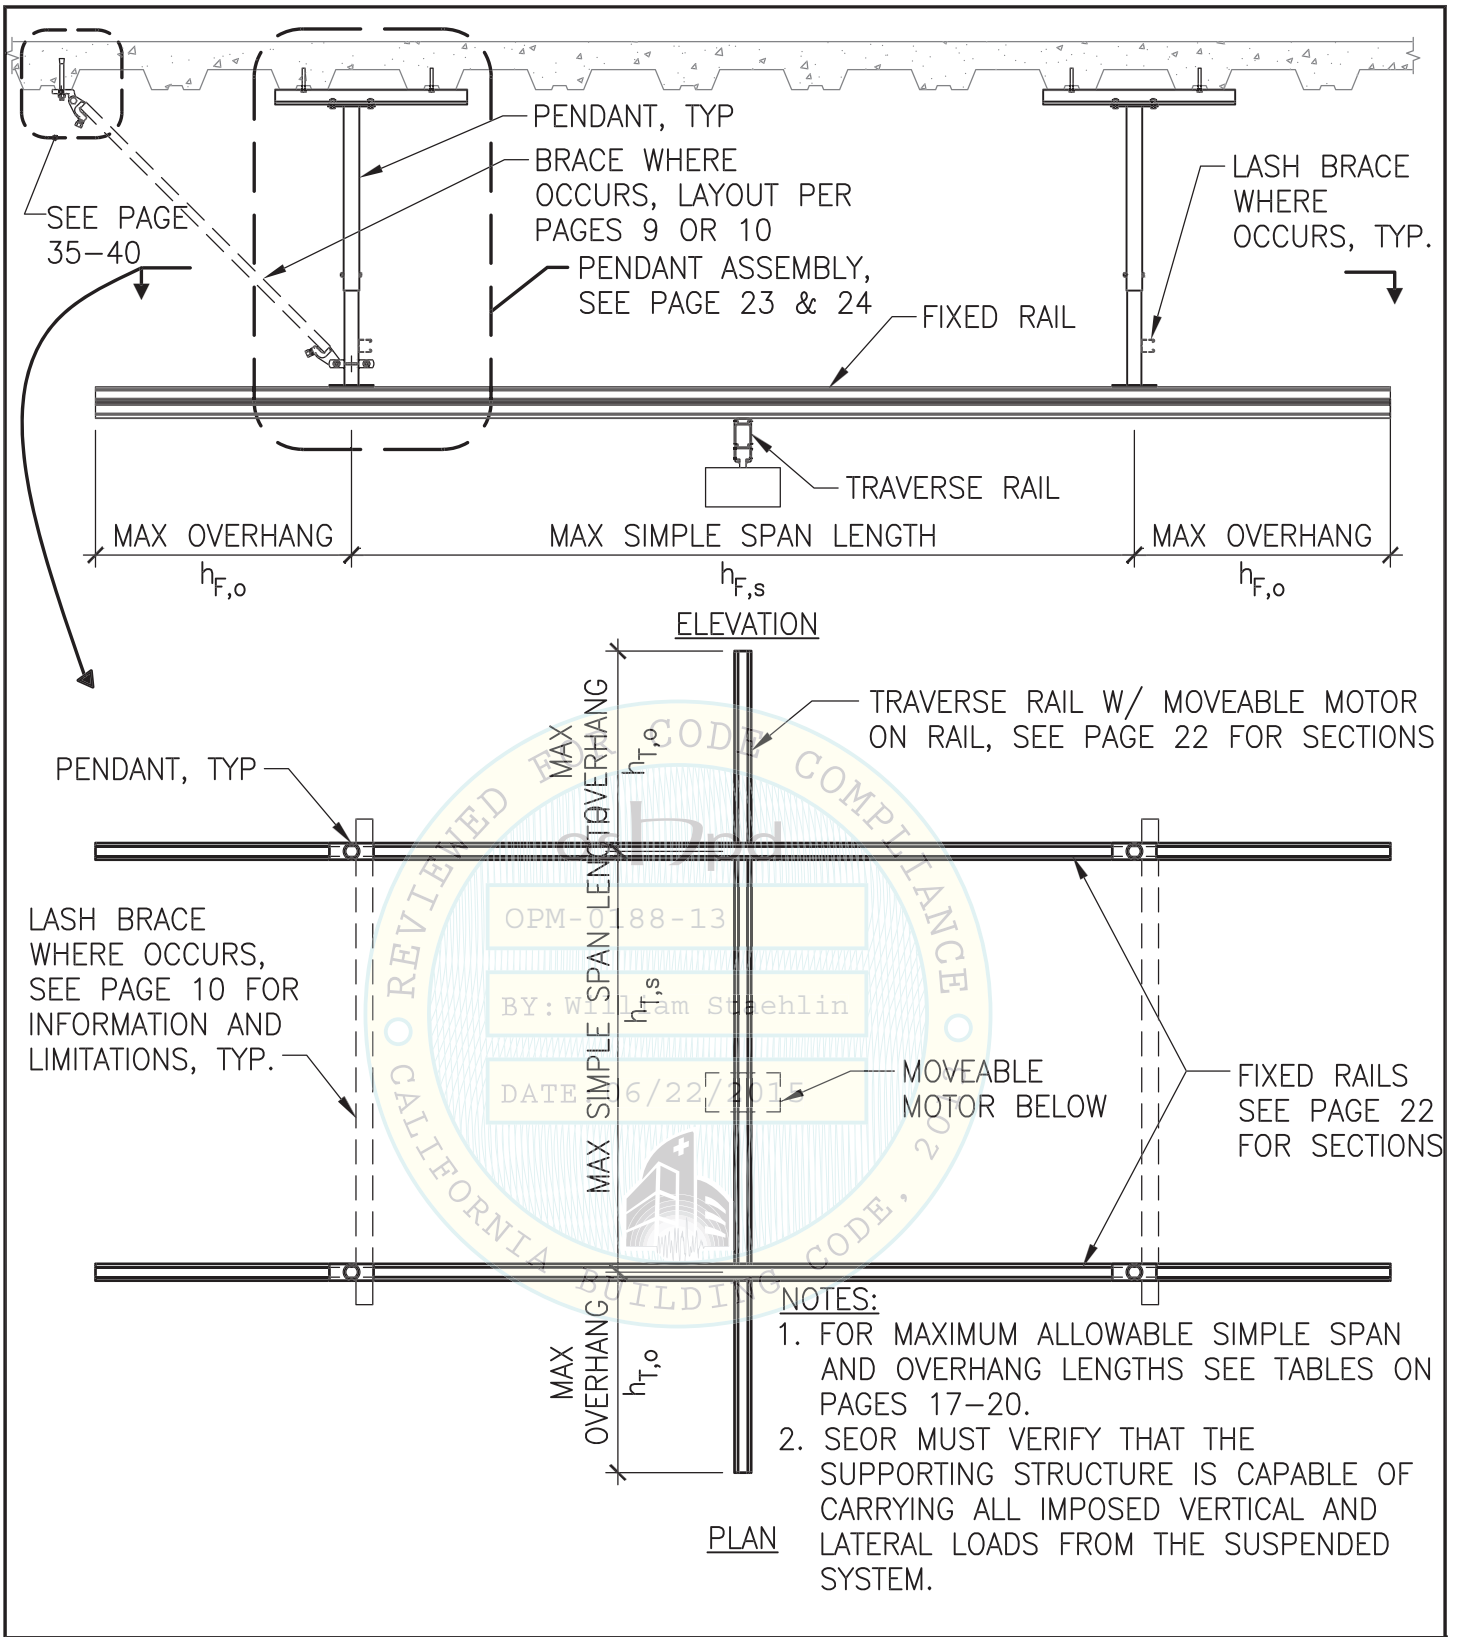 PENDANT, TYP
BRACE WHERE
OCCURS, LAYOUT PER
PAGES 9 OR 10
LASH BRACE
WHERE
OCCURS, TYP.
SEE PAGE
35-40
PENDANT ASSEMBLY,
SEE PAGE 23 & 24
FIXED RAIL
TRAVERSE RAIL
MAX OVERHANG
MAX SIMPLE SPAN LENGTH
MAX OVERHANG
hF,o
hF,s
hF,o
ELEVATION
TRAVERSE RAIL W/ MOVEABLE MOTOR
ON RAIL, SEE PAGE 22 FOR SECTIONS
MAX
OVERHANG
hT,o
PENDANT, TYP
LASH BRACE
WHERE OCCURS,
SEE PAGE 10 FOR
INFORMATION AND
LIMITATIONS, TYP.
MAX SIMPLE SPAN LENGTH
hT,s
MOVEABLE
MOTOR BELOW
FIXED RAILS
SEE PAGE 22
FOR SECTIONS
MAX
OVERHANG
hT,o
REVIEWED FOR CODE COMPLIANCE
oshpd
OPM-0188-13
BY: William Staehlin
DATE: 06/22/2015
CALIFORNIA BUILDING CODE, 2013
NOTES:
1. FOR MAXIMUM ALLOWABLE SIMPLE SPAN
AND OVERHANG LENGTHS SEE TABLES ON
PAGES 17-20.
2. SEOR MUST VERIFY THAT THE
SUPPORTING STRUCTURE IS CAPABLE OF
CARRYING ALL IMPOSED VERTICAL AND
LATERAL LOADS FROM THE SUSPENDED
SYSTEM.
PLAN